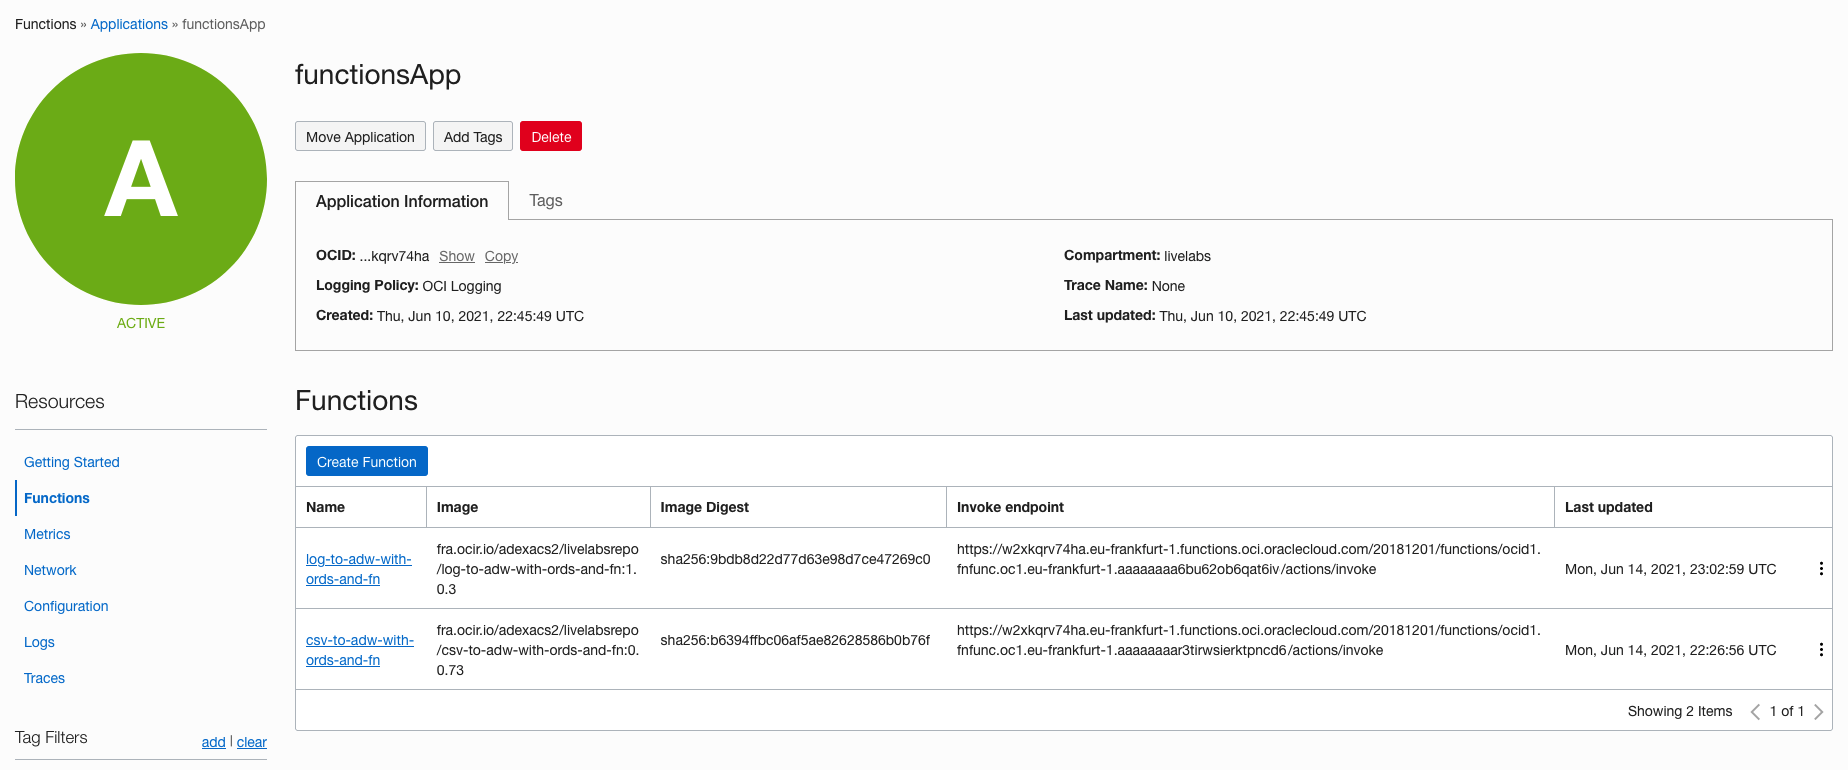 Functions » Applications » functionsApp
A
ACTIVE
functionsApp
Move Application Add Tags Delete
Application Information Tags
OCID: ...kqrv74ha Show Copy
Compartment: livelabs
Logging Policy: OCI Logging
Trace Name: None
Created: Thu, Jun 10, 2021, 22:45:49 UTC
Last updated: Thu, Jun 10, 2021, 22:45:49 UTC
Resources
Getting Started
Functions
Metrics
Network
Configuration
Logs
Traces
Tag Filters add | clear
Functions
Create Function
Name Image Image Digest Invoke endpoint Last updated
log-to-adw-with-
ords-and-fn
fra.ocir.io/adexacs2/livelabsrepo
/log-to-adw-with-ords-and-fn:1.
0.3
sha256:9bdb8d22d77d63e98d7ce47269c0
https://w2xkqrv74ha.eu-frankfurt-1.functions.oci.oraclecloud.com/20181201/functions/ocid1.
fnfunc.oc1.eu-frankfurt-1.aaaaaaaa6bu62ob6qat6iv/actions/invoke
Mon, Jun 14, 2021, 23:02:59 UTC
csv-to-adw-with-
ords-and-fn
fra.ocir.io/adexacs2/livelabsrepo
/csv-to-adw-with-ords-and-fn:0.
0.73
sha256:b6394ffbc06af5ae82628586b0b76f
https://w2xkqrv74ha.eu-frankfurt-1.functions.oci.oraclecloud.com/20181201/functions/ocid1.
fnfunc.oc1.eu-frankfurt-1.aaaaaaaar3tirwsierktpncd6/actions/invoke
Mon, Jun 14, 2021, 22:26:56 UTC
Showing 2 Items 1 of 1